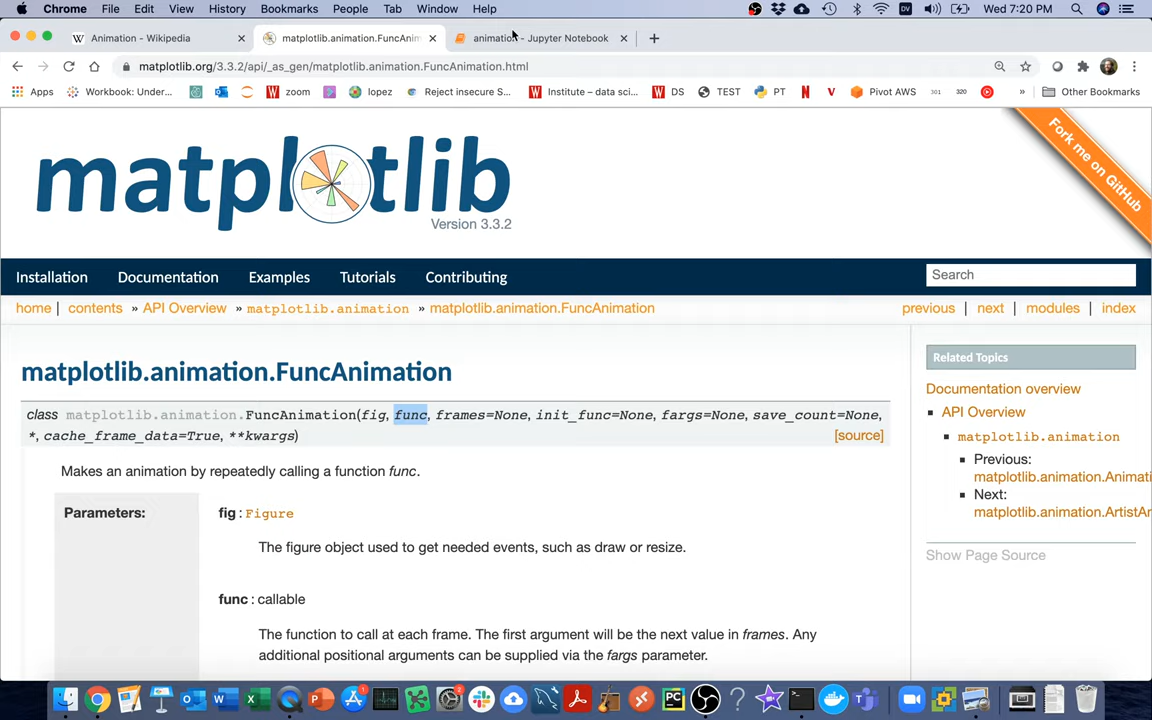 Chrome File Edit View History Bookmarks People Tab Window Help Wed 7:20 PM
Animation - Wikipedia
matplotlib.animation.FuncAnim
animation - Jupyter Notebook
matplotlib.org/3.3.2/api/_as_gen/matplotlib.animation.FuncAnimation.html
Apps Workbook: Under... zoom lopez Reject insecure S... Institute – data sci... DS TEST PT Pivot AWS » Other Bookmarks
Fork me on GitHub
matplotlib
Version 3.3.2
Installation Documentation Examples Tutorials Contributing
Search
home | contents » API Overview » matplotlib.animation » matplotlib.animation.FuncAnimation
previous | next | modules | index
matplotlib.animation.FuncAnimation
class matplotlib.animation.FuncAnimation(fig, func, frames=None, init_func=None, fargs=None, save_count=None,
*, cache_frame_data=True, **kwargs)
[source]
Makes an animation by repeatedly calling a function func.
Parameters:
fig : Figure
The figure object used to get needed events, such as draw or resize.
func : callable
The function to call at each frame. The first argument will be the next value in frames. Any
additional positional arguments can be supplied via the fargs parameter.
Related Topics
Documentation overview
API Overview
matplotlib.animation
Previous:
matplotlib.animation.Animati
Next:
matplotlib.animation.ArtistAr
Show Page Source